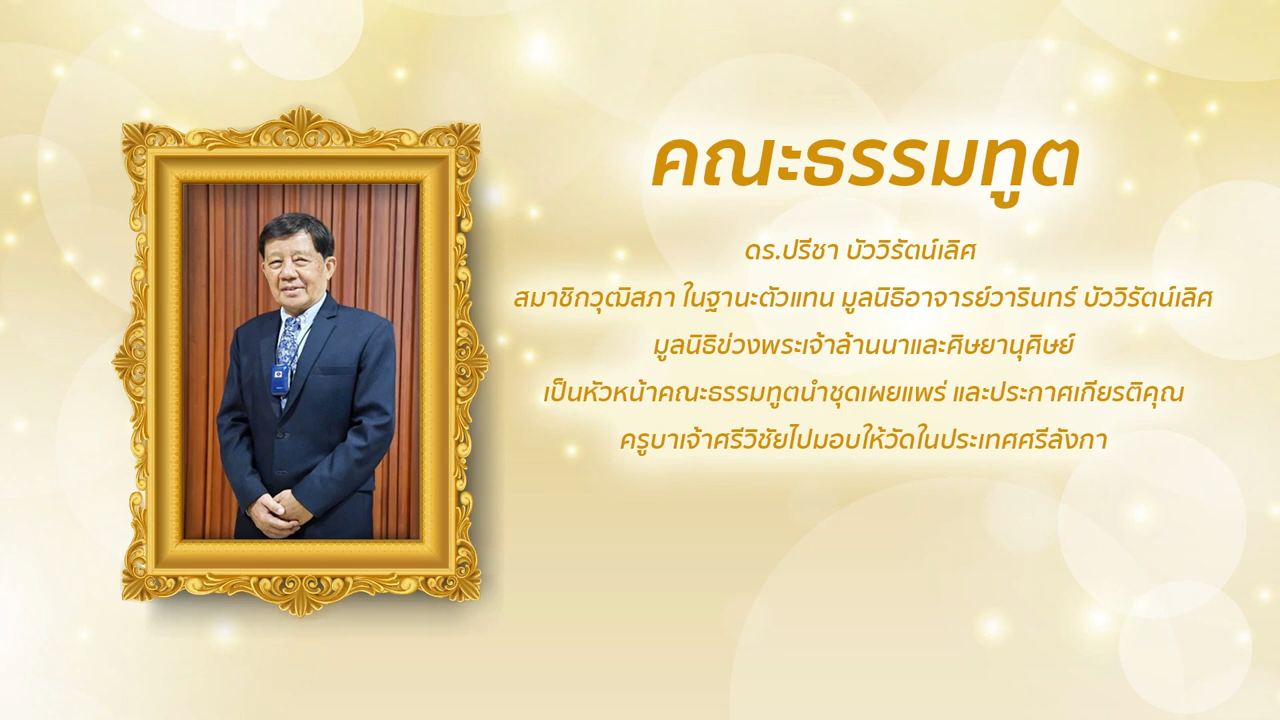 คณะธรรมทูต
ดร.ปรีชา บัววิรัตน์เลิศ
สมาชิกวุฒิสภา ในฐานะตัวแทน มูลนิธิอาจารย์วารินทร์ บัววิรัตน์เลิศ
มูลนิธิข่วงพระเจ้าล้านนาและศิษยานุศิษย์
เป็นหัวหน้าคณะธรรมทูตนำชุดเผยแพร่ และประกาศเกียรติคุณ
ครูบาเจ้าศรีวิชัยไปมอบให้วัดในประเทศศรีลังกา